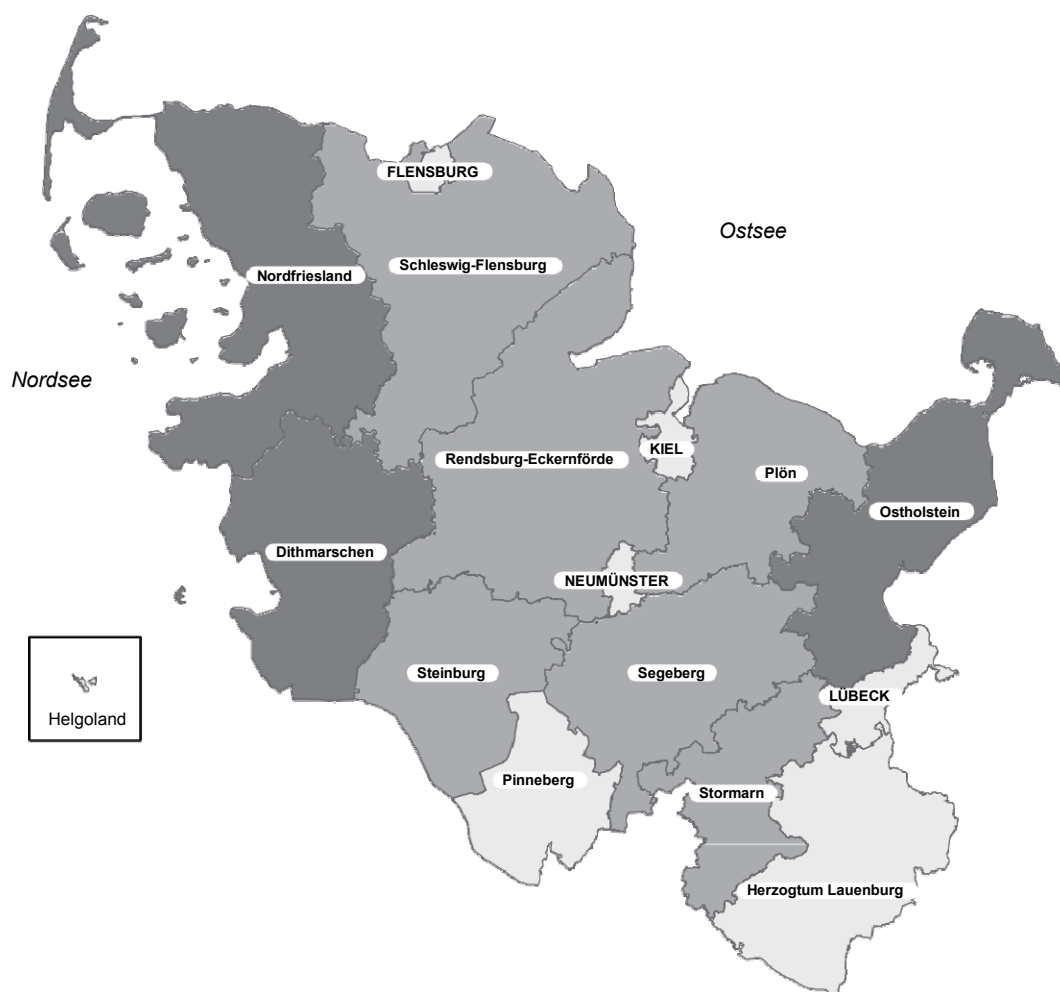 FLENSBURG
Ostsee
Schleswig-Flensburg
Nordfriesland
Nordsee
KIEL
Rendsburg-Eckernförde
Plön
Ostholstein
Dithmarschen
NEUMÜNSTER
Steinburg
Segeberg
LÜBECK
Helgoland
Pinneberg
Stormarn
Herzogtum Lauenburg